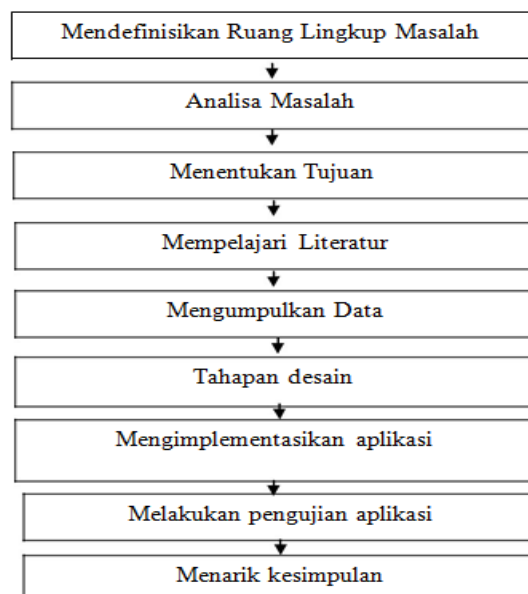 Mendefinisikan Ruang Lingkup Masalah
Analisa Masalah
Menentukan Tujuan
Mempelajari Literatur
Mengumpulkan Data
Tahapan desain
Mengimplementasikan aplikasi
Melakukan pengujian aplikasi
Menarik kesimpulan